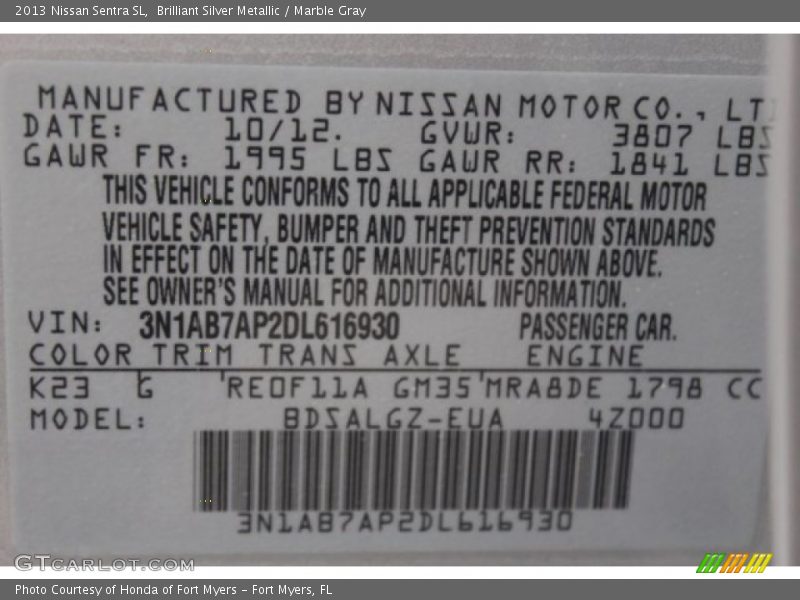 2013 Nissan Sentra SL,  Brilliant Silver Metallic / Marble Gray
MANUFACTURED BY NISSAN MOTOR CO., LT
DATE: 10/12. GVWR: 3807 LBS
GAWR FR: 1995 LBS GAWR RR: 1841 LBS
THIS VEHICLE CONFORMS TO ALL APPLICABLE FEDERAL MOTOR
VEHICLE SAFETY, BUMPER AND THEFT PREVENTION STANDARDS
IN EFFECT ON THE DATE OF MANUFACTURE SHOWN ABOVE.
SEE OWNER'S MANUAL FOR ADDITIONAL INFORMATION.
VIN: 3N1AB7AP2DL616930 PASSENGER CAR.
COLOR TRIM TRANS AXLE ENGINE
K23 G RE0F11A GM35 MRA8DE 1798 CC
MODEL: BDSALGZ-EUA 4Z000
3N1AB7AP2DL616930
GTcarlot.com
Photo Courtesy of Honda of Fort Myers - Fort Myers, FL